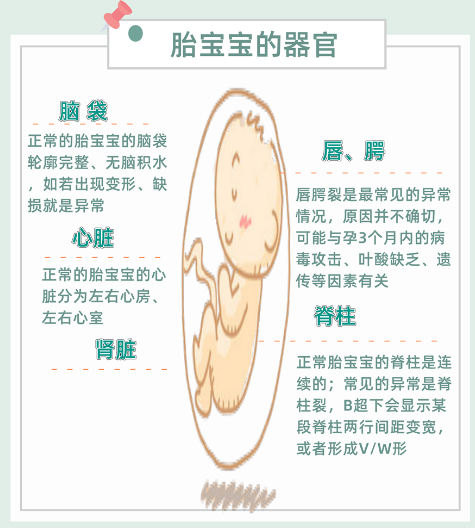 胎宝宝的器官
脑 袋
正常的胎宝宝的脑袋
轮廓完整、无脑积水
，如若出现变形、缺
损就是异常
心脏
正常的胎宝宝的心
脏分为左右心房、
左右心室
肾脏
唇、腭
唇腭裂是最常见的异常
情况，原因并不确切，
可能与孕3个月内的病
毒攻击、叶酸缺乏、遗
传等因素有关
脊柱
正常胎宝宝的脊柱是连
续的；常见的异常是脊
柱裂，B超下会显示某
段脊柱两行间距变宽，
或者形成V/W形